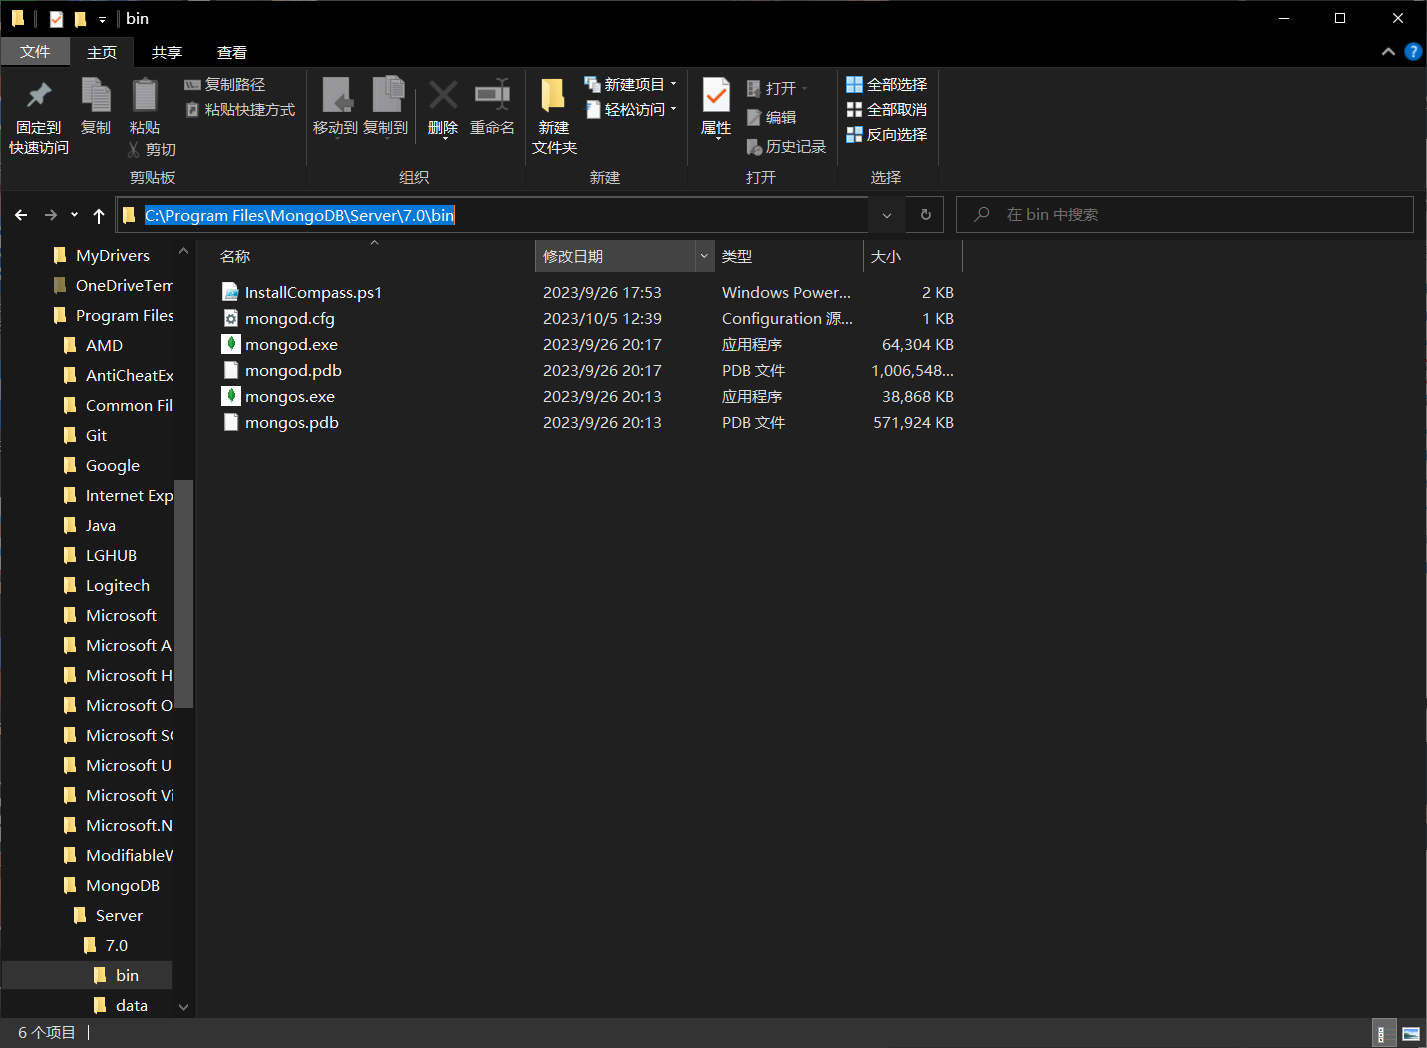 bin
文件 主页 共享 查看
固定到
快速访问
复制
粘贴
复制路径
粘贴快捷方式
剪切
剪贴板
移动到
复制到
删除
重命名
组织
新建
文件夹
新建项目
轻松访问
新建
属性
打开
编辑
历史记录
打开
全部选择
全部取消
反向选择
选择
C:\Program Files\MongoDB\Server\7.0\bin
在 bin 中搜索
MyDrivers
OneDriveTem
Program Files
AMD
AntiCheatEx
Common Fil
Git
Google
Internet Exp
Java
LGHUB
Logitech
Microsoft
Microsoft A
Microsoft H
Microsoft O
Microsoft SQ
Microsoft U
Microsoft Vi
Microsoft.N
ModifiableW
MongoDB
Server
7.0
bin
data
名称 修改日期 类型 大小
InstallCompass.ps1 2023/9/26 17:53 Windows Power... 2 KB
mongod.cfg 2023/10/5 12:39 Configuration 源... 1 KB
mongod.exe 2023/9/26 20:17 应用程序 64,304 KB
mongod.pdb 2023/9/26 20:17 PDB 文件 1,006,548...
mongos.exe 2023/9/26 20:13 应用程序 38,868 KB
mongos.pdb 2023/9/26 20:13 PDB 文件 571,924 KB
6 个项目